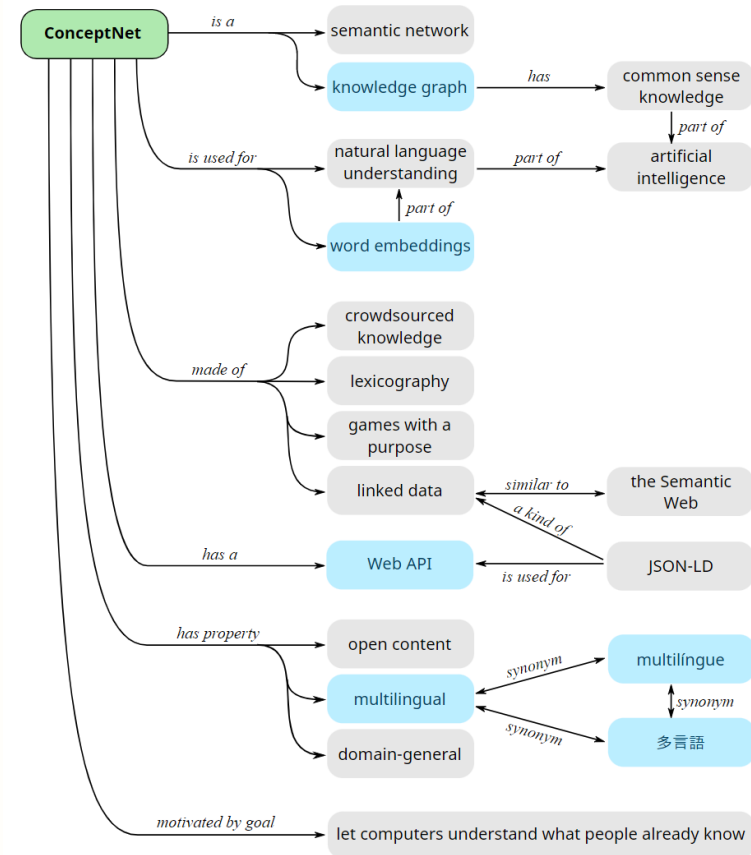 ConceptNet
is a
semantic network
knowledge graph
has
common sense
knowledge
part of
is used for
natural language
understanding
part of
artificial
intelligence
part of
word embeddings
made of
crowdsourced
knowledge
lexicography
games with a
purpose
linked data
similar to
the Semantic
Web
a kind of
has a
Web API
is used for
JSON-LD
has property
open content
multilingual
synonym
multilíngue
synonym
synonym
多言語
domain-general
motivated by goal
let computers understand what people already know